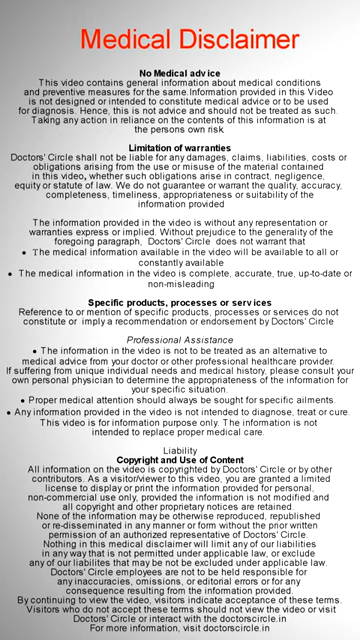 Medical Disclaimer
No Medical advice
This video contains general information about medical conditions
and preventive measures for the same.Information provided in this Video
is not designed or intended to constitute medical advice or to be used
for diagnosis. Hence, this is not advice and should not be treated as such.
Taking any action in reliance on the contents of this information is at
the persons own risk
Limitation of warranties
Doctors' Circle shall not be liable for any damages, claims, liabilities, costs or
obligations arising from the use or misuse of the material contained
in this video, whether such obligations arise in contract, negligence,
equity or statute of law. We do not guarantee or warrant the quality, accuracy,
completeness, timeliness, appropriateness or suitability of the
information provided
The information provided in the video is without any representation or
warranties express or implied. Without prejudice to the generality of the
foregoing paragraph, Doctors' Circle does not warrant that
• The medical information available in the video will be available to all or
constantly available
• The medical information in the video is complete, accurate, true, up-to-date or
non-misleading
Specific products, processes or services
Reference to or mention of specific products, processes or services do not
constitute or imply a recommendation or endorsement by Doctors' Circle
Professional Assistance
• The information in the video is not to be treated as an alternative to
medical advice from your doctor or other professional healthcare provider.
If suffering from unique individual needs and medical history, please consult your
own personal physician to determine the appropriateness of the information for
your specific situation.
• Proper medical attention should always be sought for specific ailments.
• Any information provided in the video is not intended to diagnose, treat or cure.
This video is for information purpose only. The information is not
intended to replace proper medical care.
Liability
Copyright and Use of Content
All information on the video is copyrighted by Doctors' Circle or by other
contributors. As a visitor/viewer to this video, you are granted a limited
license to display or print the information provided for personal,
non-commercial use only, provided the information is not modified and
all copyright and other proprietary notices are retained.
None of the information may be otherwise reproduced, republished
or re-disseminated in any manner or form without the prior written
permission of an authorized representative of Doctors' Circle.
Nothing in this medical disclaimer will limit any of our liabilities
in any way that is not permitted under applicable law, or exclude
any of our liabilites that may be not be excluded under applicable law.
Doctors' Circle employees are not to be held responsible for
any inaccuracies, omissions, or editorial errors or for any
consequence resulting from the information provided.
By continuing to view the video, visitors indicate acceptance of these terms.
Visitors who do not accept these terms should not view the video or visit
Doctors' Circle or interact with the doctorscircle.in
For more information, visit doctorscircle.in